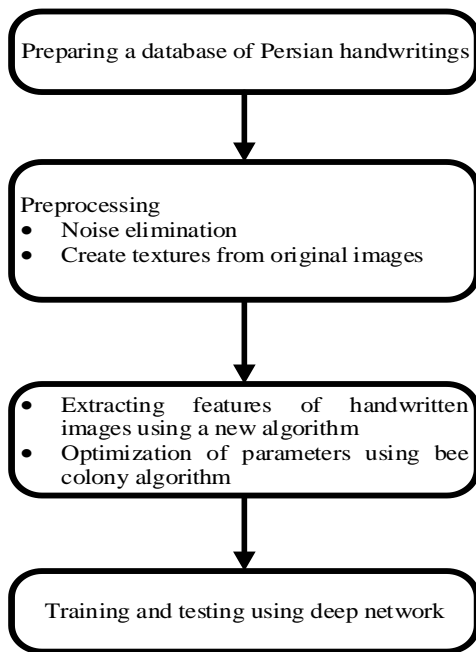 Preparing a database of Persian handwritings
Preprocessing
• Noise elimination
• Create textures from original images
• Extracting features of handwritten
images using a new algorithm
• Optimization of parameters using bee
colony algorithm
Training and testing using deep network